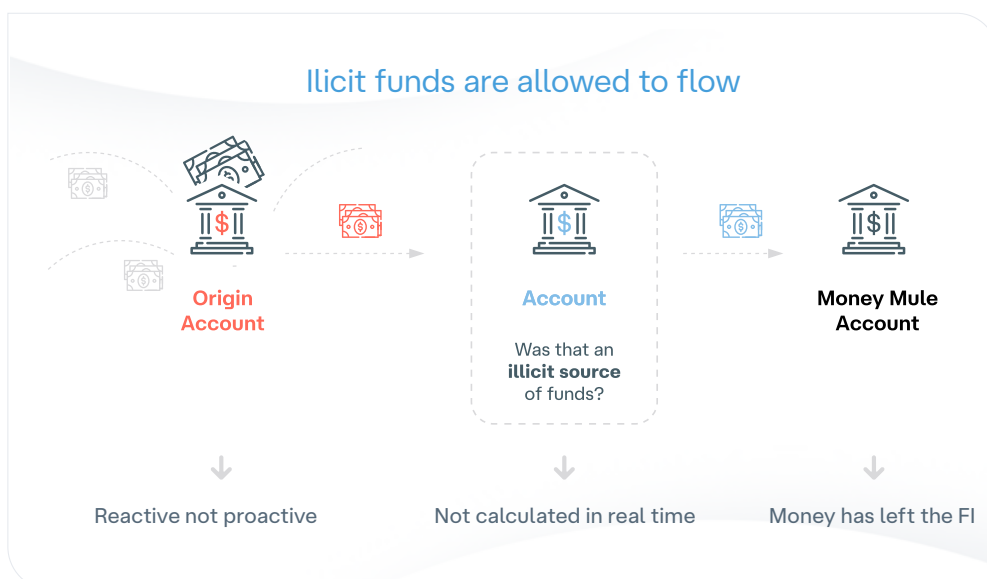 Ilicit funds are allowed to flow
Origin
Account
Account
Was that an
illicit source
of funds?
Money Mule
Account
Reactive not proactive
Not calculated in real time
Money has left the FI